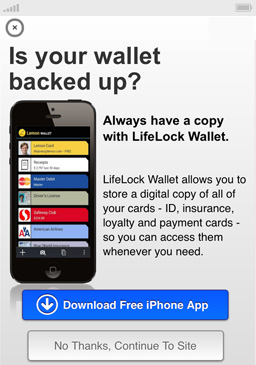 ×
Is your wallet
backed up?
Always have a copy
with LifeLock Wallet.
LifeLock Wallet allows you to
store a digital copy of all of
your cards - ID, insurance,
loyalty and payment cards -
so you can access them
whenever you need.
Lemon WALLET
Lemon Card
Receipts
Master Debit
Driver's License
Safeway Club
American Airlines
Download Free iPhone App
No Thanks, Continue To Site